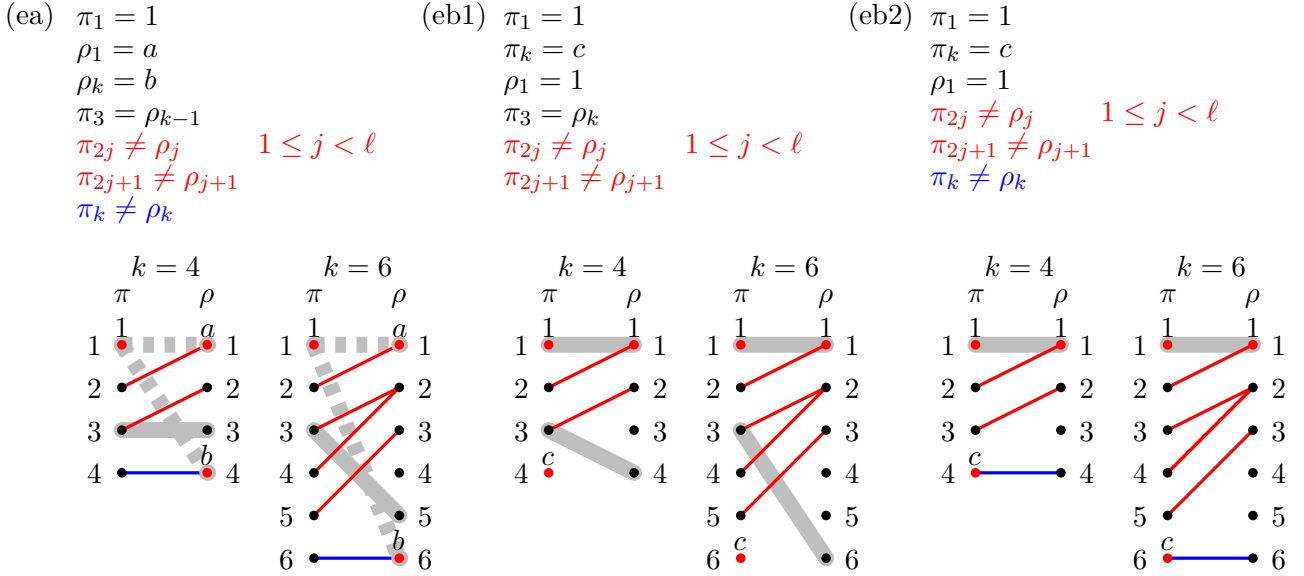 (ea) π₁ = 1
ρ₁ = a
ρₖ = b
π₃ = ρₖ₋₁
π₂ⱼ ≠ ρⱼ 1 ≤ j < ℓ
π₂ⱼ₊₁ ≠ ρⱼ₊₁
πₖ ≠ ρₖ
k = 4 k = 6
π ρ π ρ
1 a 1 a
1 1 1 1
2 2 2 2
3 3 3 3
b
4 4 4 4
5 5
b
6 6
(eb1) π₁ = 1
πₖ = c
ρ₁ = 1
π₃ = ρₖ
π₂ⱼ ≠ ρⱼ 1 ≤ j < ℓ
π₂ⱼ₊₁ ≠ ρⱼ₊₁
k = 4 k = 6
π ρ π ρ
1 1 1 1
1 1 1 1
2 2 2 2
3 3 3 3
c
4 4 4 4
5 5
c
6 6
(eb2) π₁ = 1
πₖ = c
ρ₁ = 1
π₂ⱼ ≠ ρⱼ 1 ≤ j < ℓ
π₂ⱼ₊₁ ≠ ρⱼ₊₁
πₖ ≠ ρₖ
k = 4 k = 6
π ρ π ρ
1 1 1 1
1 1 1 1
2 2 2 2
3 3 3 3
c
4 4 4 4
5 5
c
6 6